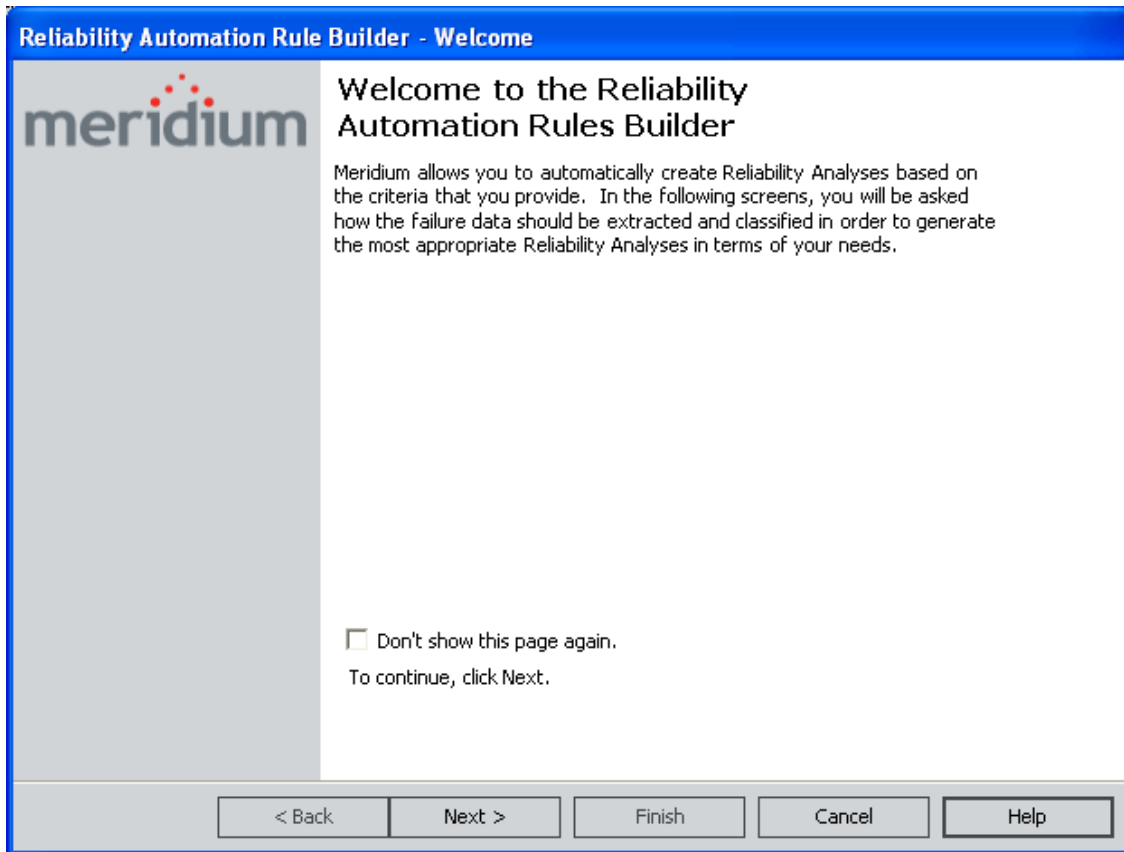 Reliability Automation Rule Builder - Welcome
meridium
Welcome to the Reliability
Automation Rules Builder
Meridium allows you to automatically create Reliability Analyses based on
the criteria that you provide.  In the following screens, you will be asked
how the failure data should be extracted and classified in order to generate
the most appropriate Reliability Analyses in terms of your needs.
Don't show this page again.
To continue, click Next.
< Back
Next >
Finish
Cancel
Help